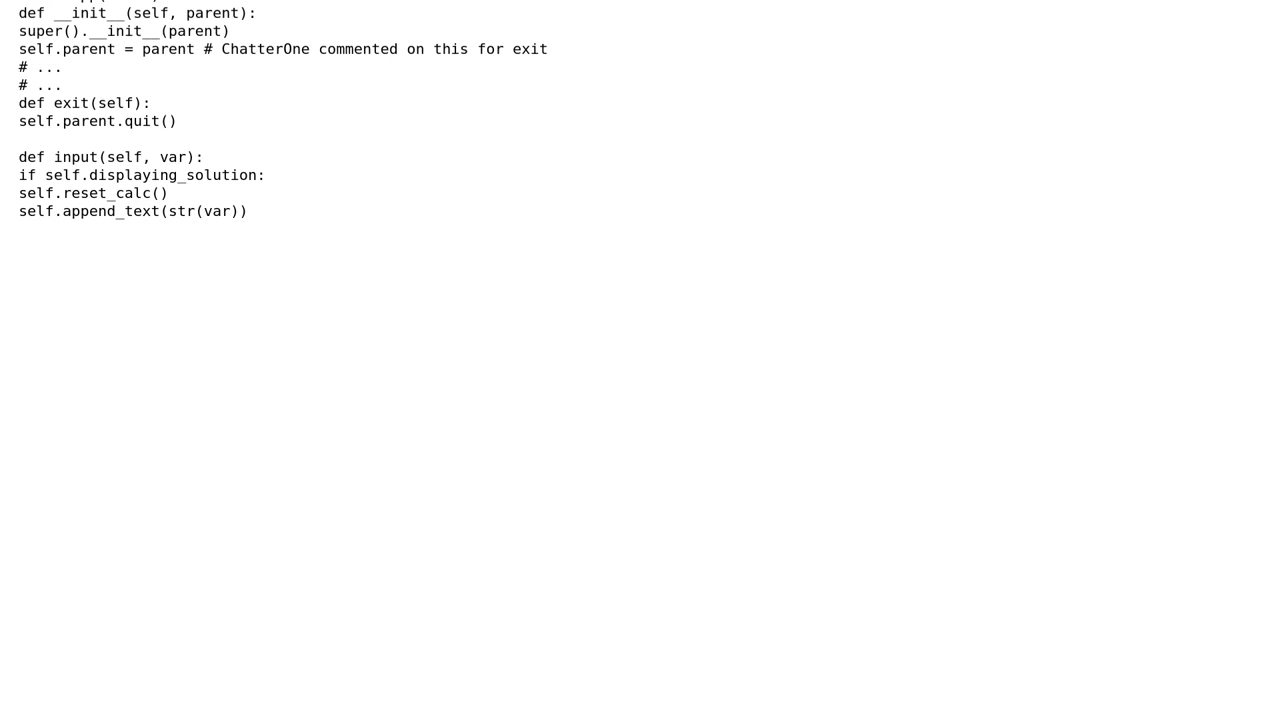 def __init__(self, parent):
super().__init__(parent)
self.parent = parent # ChatterOne commented on this for exit
# ...
# ...
def exit(self):
self.parent.quit()

def input(self, var):
if self.displaying_solution:
self.reset_calc()
self.append_text(str(var))